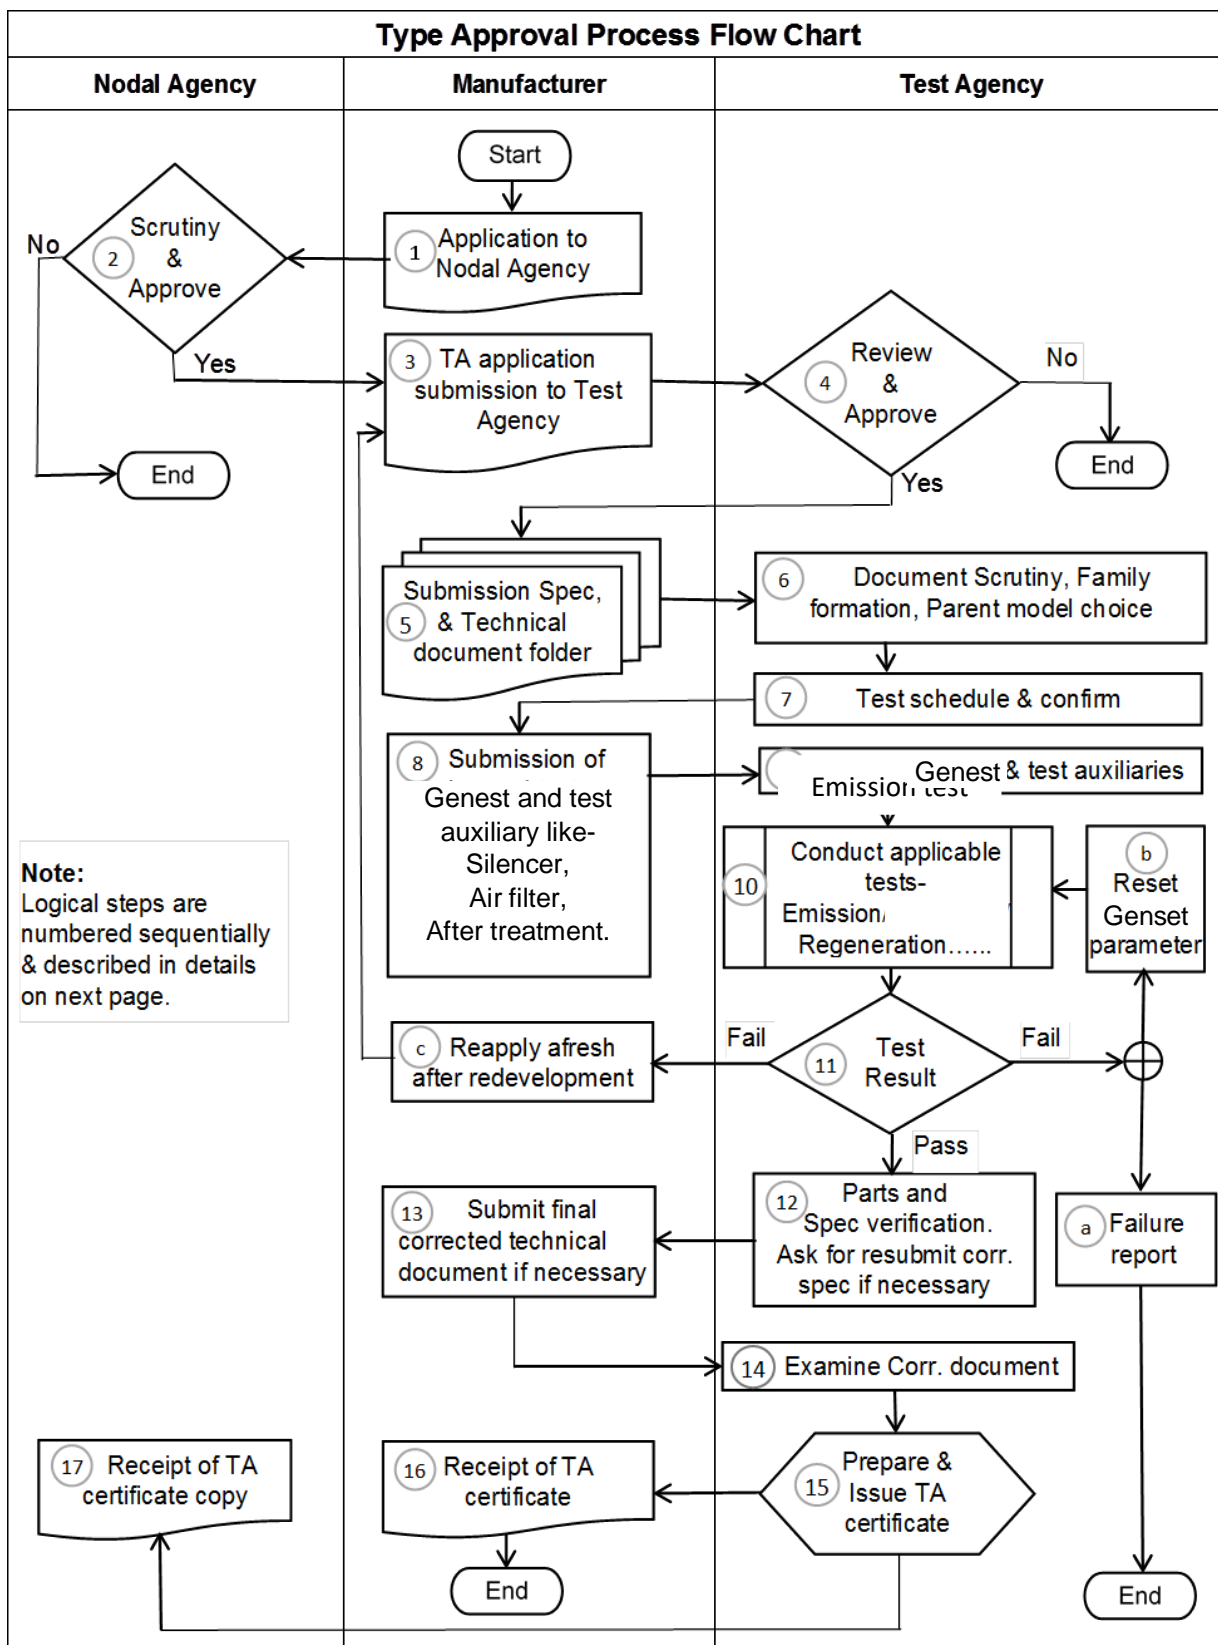 Type Approval Process Flow Chart
Nodal Agency
Manufacturer
Test Agency
Start
1
Application to
Nodal Agency
No
2
Scrutiny
&
Approve
Yes
End
3
TA application
submission to Test
Agency
4
Review
&
Approve
No
End
Yes
5
Submission Spec,
& Technical
document folder
6
Document Scrutiny, Family
formation, Parent model choice
7
Test schedule & confirm
8
Submission of
Genest and test
auxiliary like-
Silencer,
Air filter,
After treatment.
Genest & test auxiliaries
Emission test
10
Conduct applicable
tests-
Emission/
Regeneration......
b
Reset
Genset
parameter
Note:
Logical steps are
numbered sequentially
& described in details
on next page.
c
Reapply afresh
after redevelopment
Fail
11
Test
Result
Fail
Pass
12
Parts and
Spec verification.
Ask for resubmit corr.
spec if necessary
13
Submit final
corrected technical
document if necessary
a
Failure
report
14
Examine Corr. document
15
Prepare &
Issue TA
certificate
16
Receipt of TA
certificate
17
Receipt of TA
certificate copy
End
End